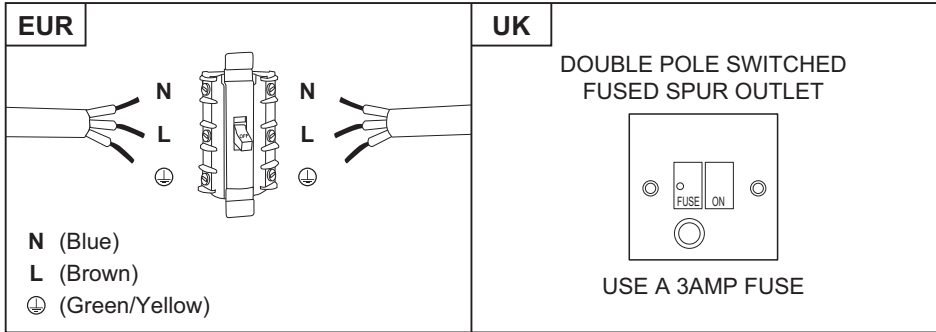 EUR
N N
L OFF L
⏚ ⏚
N (Blue)
L (Brown)
⏚ (Green/Yellow)
UK
DOUBLE POLE SWITCHED
FUSED SPUR OUTLET
FUSE ON
USE A 3AMP FUSE